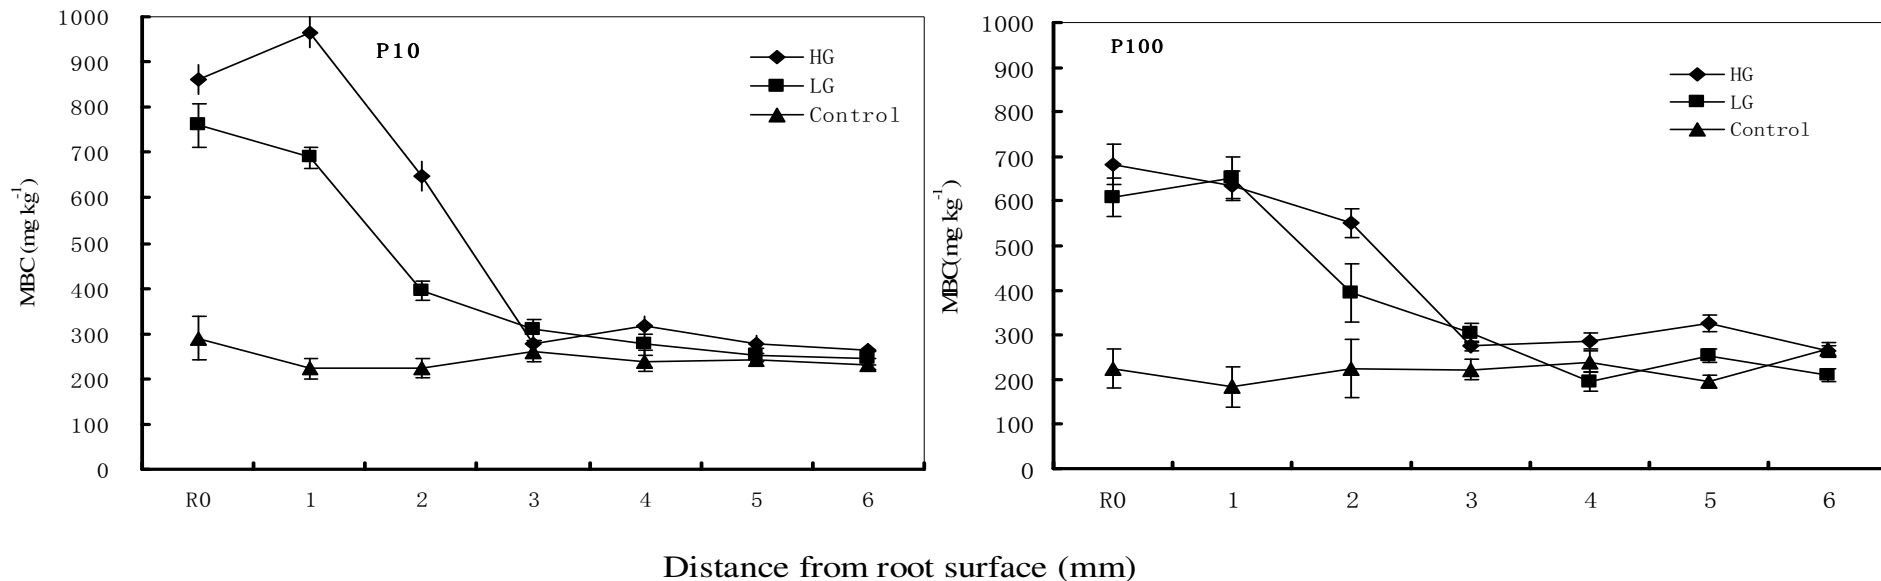 P10
HG
LG
Control
1000
900
800
700
600
500
400
300
200
100
0
MBC (mg kg-1)
R0 1 2 3 4 5 6
P100
HG
LG
Control
1000
900
800
700
600
500
400
300
200
100
0
MBC(mg kg-1)
R0 1 2 3 4 5 6
Distance from root surface (mm)